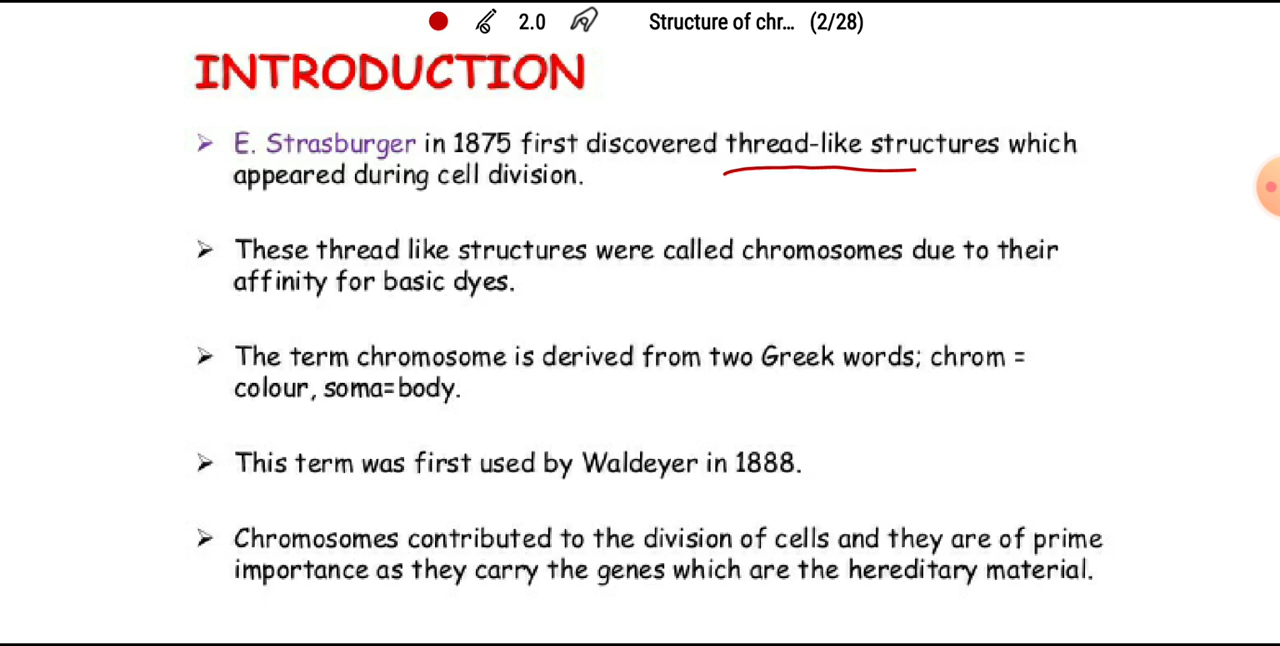 2.0 Structure of chr... (2/28)
INTRODUCTION
➢ E. Strasburger in 1875 first discovered thread-like structures which
appeared during cell division.
➢ These thread like structures were called chromosomes due to their
affinity for basic dyes.
➢ The term chromosome is derived from two Greek words; chrom =
colour, soma=body.
➢ This term was first used by Waldeyer in 1888.
➢ Chromosomes contributed to the division of cells and they are of prime
importance as they carry the genes which are the hereditary material.